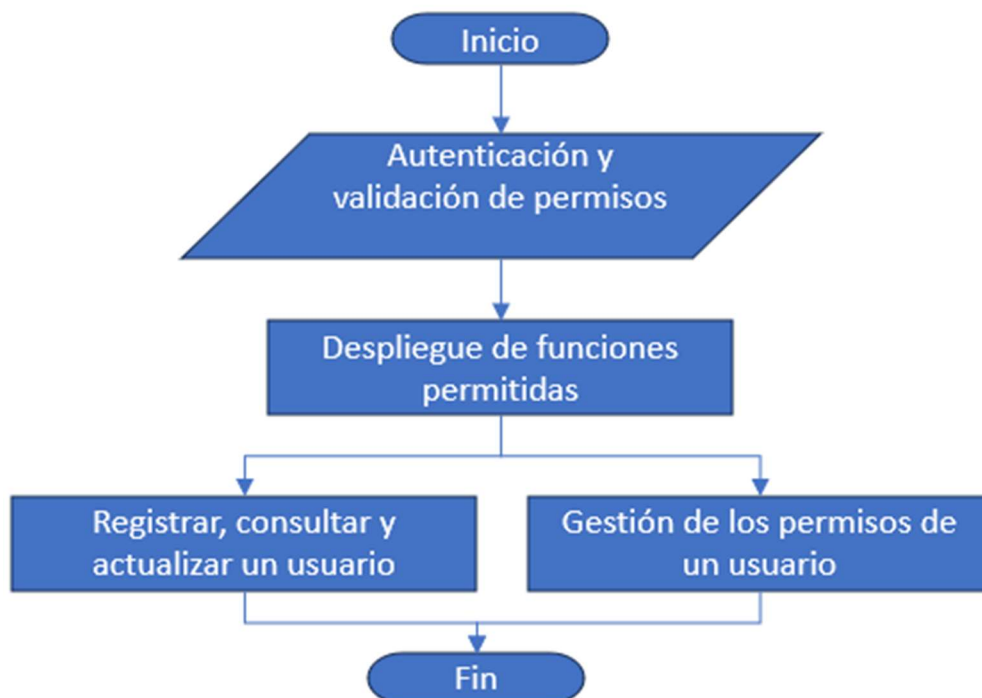 Inicio
Autenticación y
validación de permisos
Despliegue de funciones
permitidas
Registrar, consultar y
actualizar un usuario
Gestión de los permisos de
un usuario
Fin